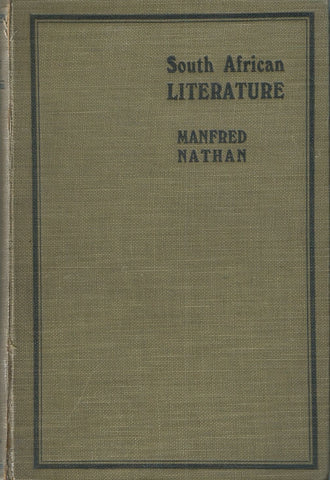 South African
LITERATURE
MANFRED
NATHAN